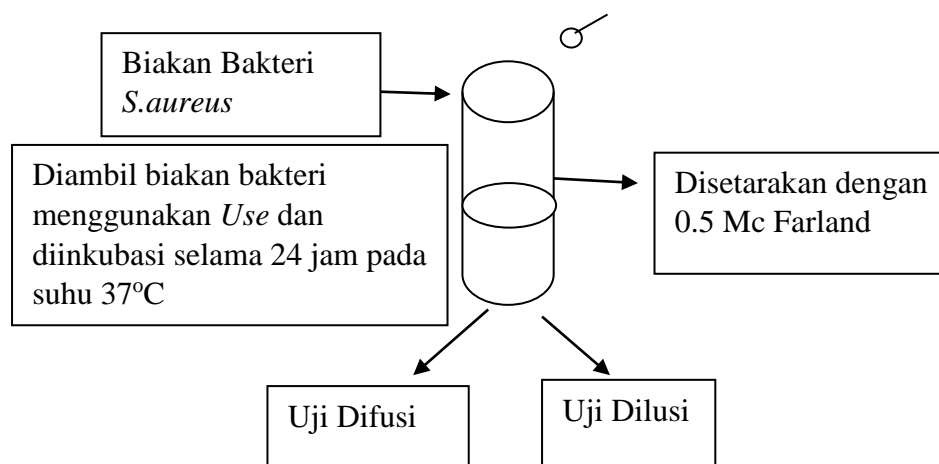 Biakan Bakteri
S.aureus
Diambil biakan bakteri
menggunakan Use dan
diinkubasi selama 24 jam pada
suhu 37°C
Disetarakan dengan
0.5 Mc Farland
Uji Difusi
Uji Dilusi